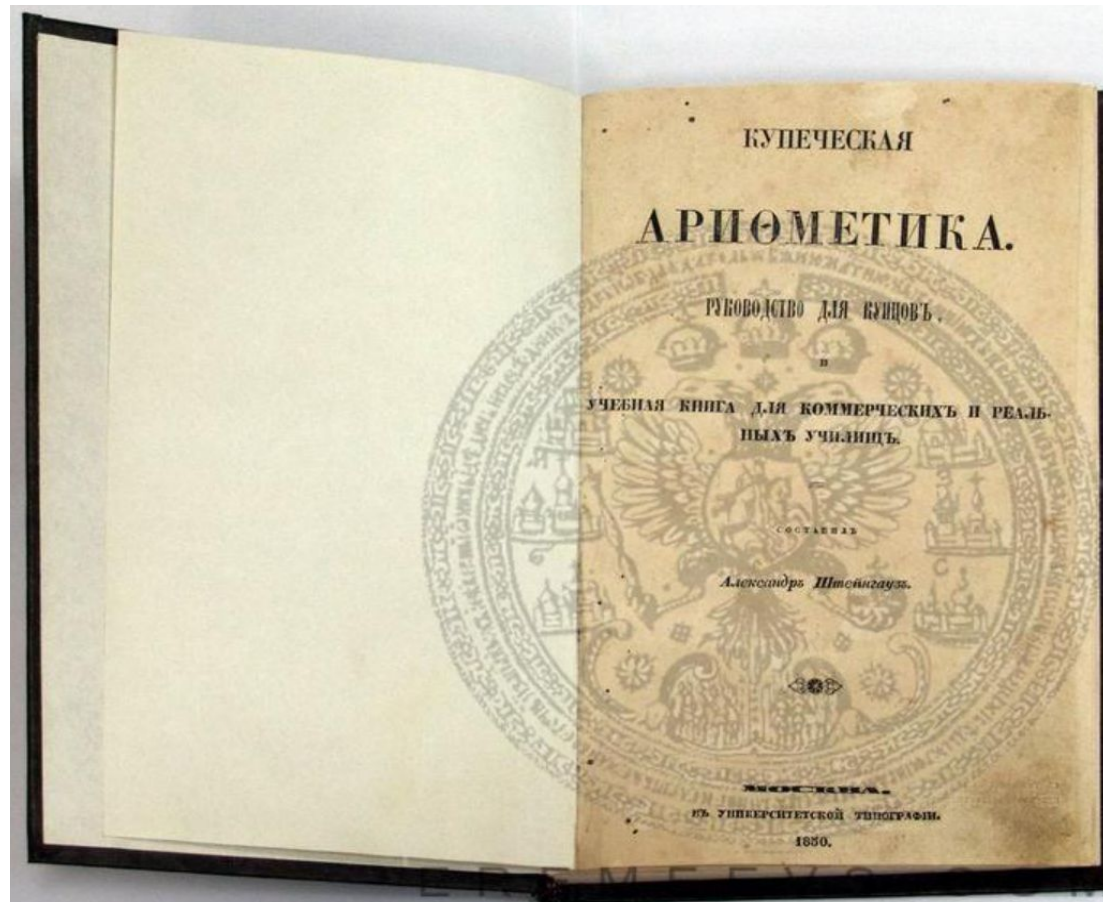 КУПЕЧЕСКАЯ
АРИѲМЕТИКА.
РУКОВОДСТВО ДЛЯ КУПЦОВЪ,
И
УЧЕБНАЯ КНИГА ДЛЯ КОММЕРЧЕСКИХЪ И РЕАЛЬ-
НЫХЪ УЧИЛИЩЪ.
СОСТАВИЛЪ
Александръ Штейнгаузъ.
МОСКВА.
ВЪ УНИВЕРСИТЕТСКОЙ ТИПОГРАФІИ.
1850.